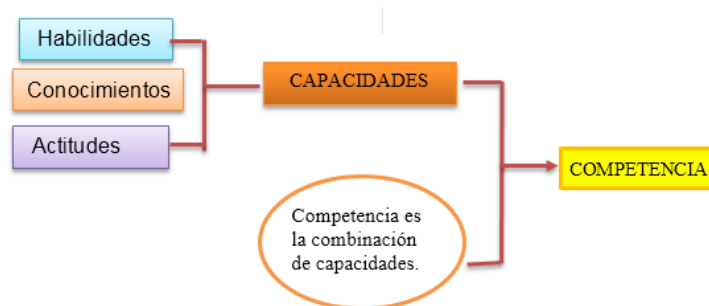 Habilidades
Conocimientos
Actitudes
CAPACIDADES
Competencia es
la combinación
de capacidades.
COMPETENCIA